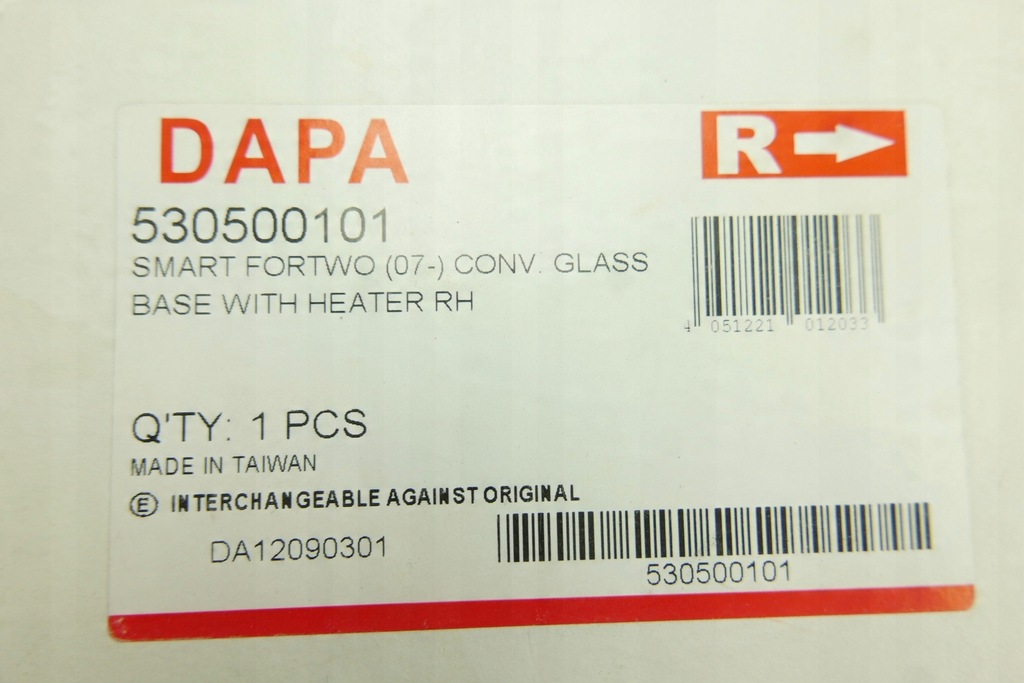 DAPA
R
530500101
SMART FORTWO (07-) CONV. GLASS
BASE WITH HEATER RH
4 051221 012033
Q'TY: 1 PCS
MADE IN TAIWAN
E INTERCHANGEABLE AGAINST ORIGINAL
DA12090301
530500101